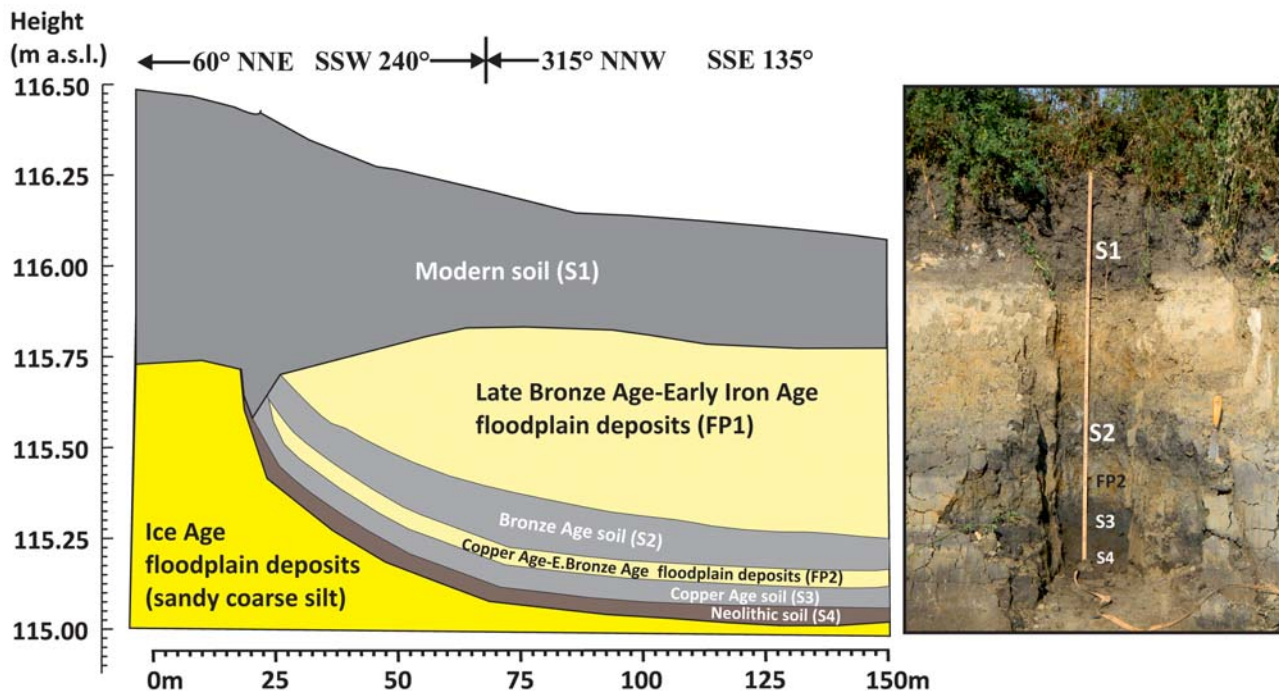 Height
(m a.s.l.)
60° NNE SSW 240° 315° NNW SSE 135°
116.50
116.25
116.00
115.75
115.50
115.25
115.00
Modern soil (S1)
Late Bronze Age-Early Iron Age
floodplain deposits (FP1)
Bronze Age soil (S2)
Copper Age-E.Bronze Age floodplain deposits (FP2)
Copper Age soil (S3)
Neolithic soil (S4)
Ice Age
floodplain deposits
(sandy coarse silt)
0m 25 50 75 100 125 150m
S1
S2
FP2
S3
S4